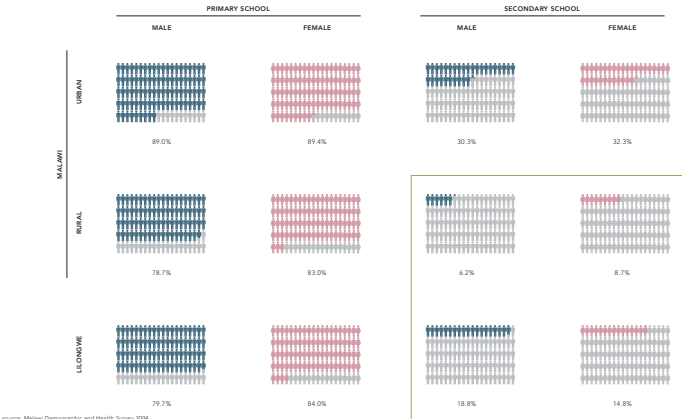 PRIMARY SCHOOL SECONDARY SCHOOL
MALE FEMALE MALE FEMALE
MALAWI
URBAN
89.0% 89.4% 30.3% 32.3%
RURAL
78.7% 83.0% 6.2% 8.7%
LILONGWE
79.7% 84.0% 18.8% 14.8%
source: Malawi Demographic and Health Survey 2004